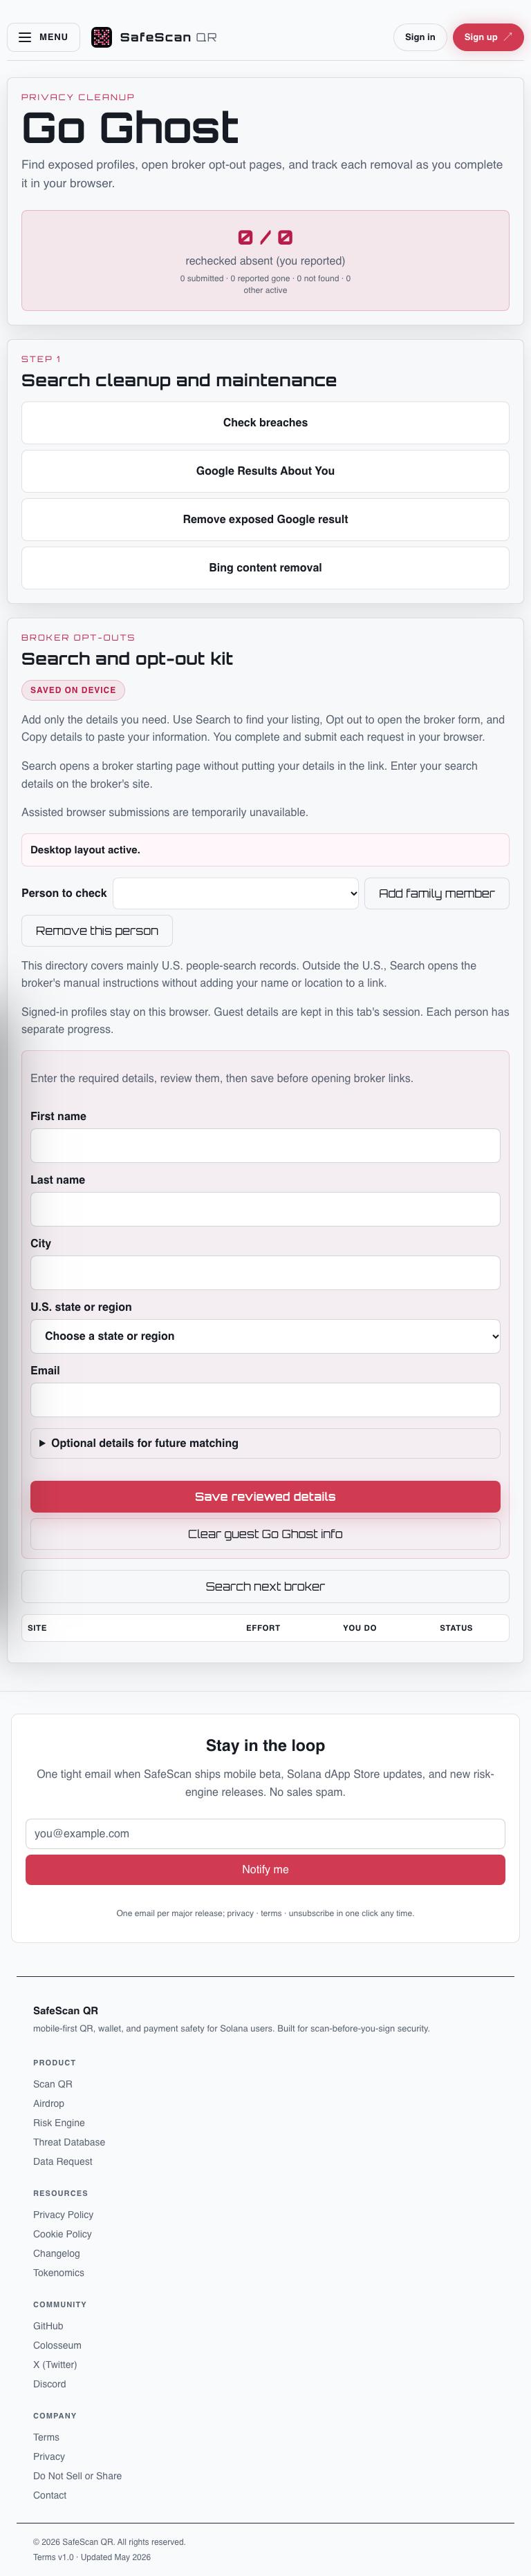 MENU
SafeScan QR
Sign in
Sign up ↗
PRIVACY CLEANUP
Go Ghost
Find exposed profiles, open broker opt-out pages, and track each removal as you complete
it in your browser.
0 / 0
rechecked absent (you reported)
0 submitted · 0 reported gone · 0 not found · 0
other active
STEP 1
Search cleanup and maintenance
Check breaches
Google Results About You
Remove exposed Google result
Bing content removal
BROKER OPT-OUTS
Search and opt-out kit
SAVED ON DEVICE
Add only the details you need. Use Search to find your listing, Opt out to open the broker form, and
Copy details to paste your information. You complete and submit each request in your browser.
Search opens a broker starting page without putting your details in the link. Enter your search
details on the broker's site.
Assisted browser submissions are temporarily unavailable.
Desktop layout active.
Person to check
Add family member
Remove this person
This directory covers mainly U.S. people-search records. Outside the U.S., Search opens the
broker's manual instructions without adding your name or location to a link.
Signed-in profiles stay on this browser. Guest details are kept in this tab's session. Each person has
separate progress.
Enter the required details, review them, then save before opening broker links.
First name
Last name
City
U.S. state or region
Choose a state or region
Email
▶ Optional details for future matching
Save reviewed details
Clear guest Go Ghost info
Search next broker
SITE EFFORT YOU DO STATUS
Stay in the loop
One tight email when SafeScan ships mobile beta, Solana dApp Store updates, and new risk-
engine releases. No sales spam.
you@example.com
Notify me
One email per major release; privacy · terms · unsubscribe in one click any time.
SafeScan QR
mobile-first QR, wallet, and payment safety for Solana users. Built for scan-before-you-sign security.
PRODUCT
Scan QR
Airdrop
Risk Engine
Threat Database
Data Request
RESOURCES
Privacy Policy
Cookie Policy
Changelog
Tokenomics
COMMUNITY
GitHub
Colosseum
X (Twitter)
Discord
COMPANY
Terms
Privacy
Do Not Sell or Share
Contact
© 2026 SafeScan QR. All rights reserved.
Terms v1.0 · Updated May 2026